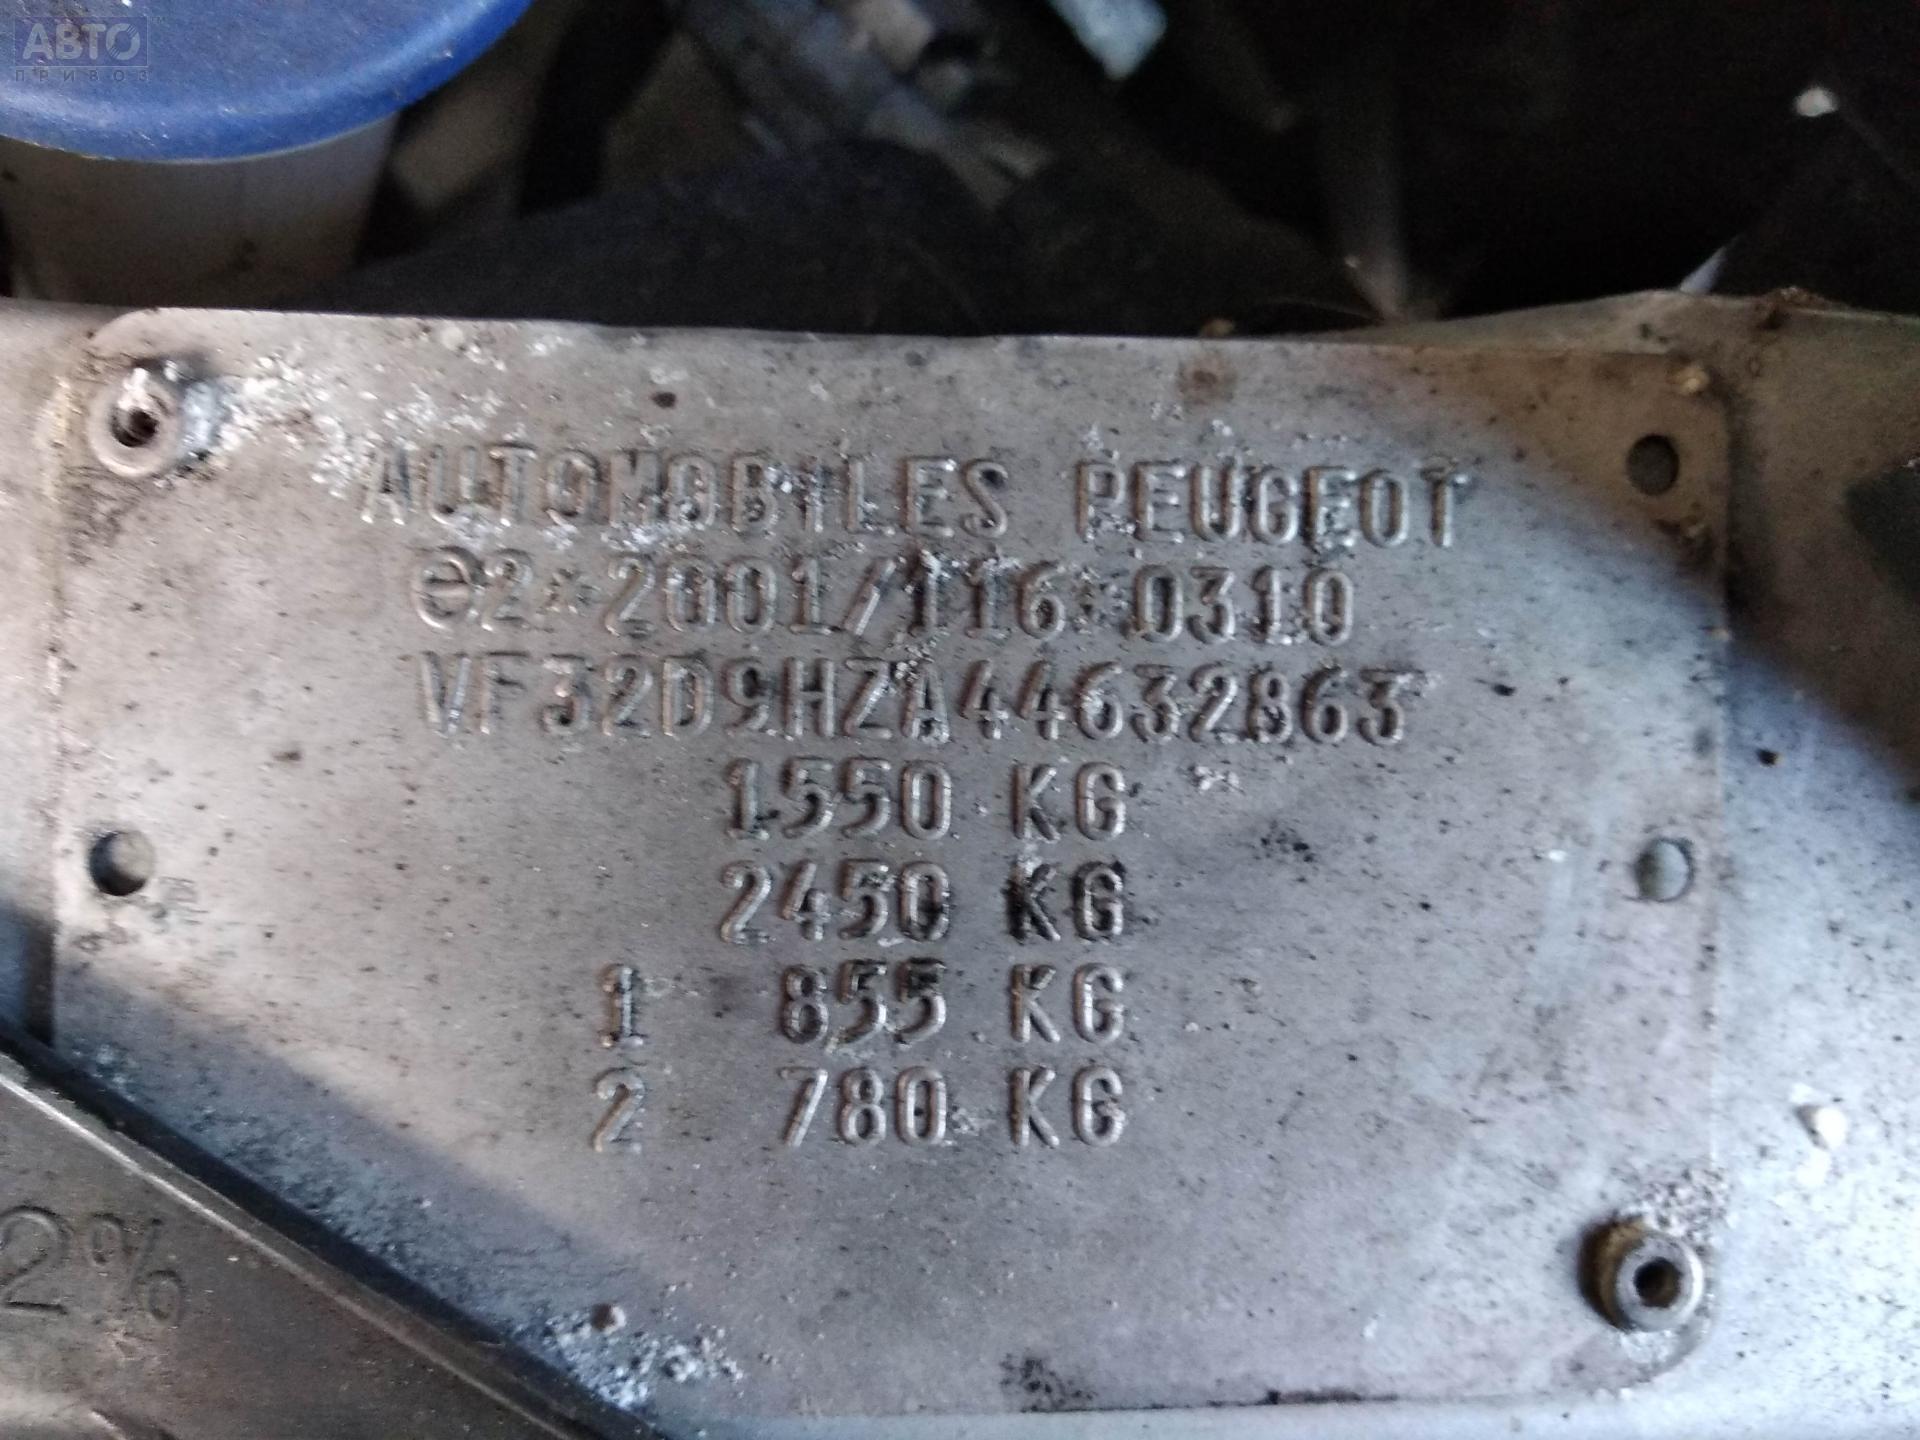 АВТО
ПРИВОЗ
AUTOMOBILES PEUGEOT
e2*2001/116*0310
VF32D9HZA44632863
1550 KG
2450 KG
1 855 KG
2 780 KG
2%